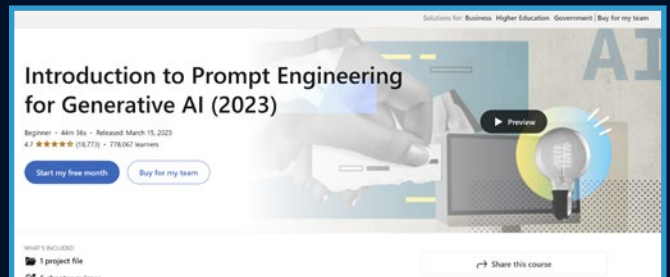 Solutions for: Business Higher Education Government Buy for my team
AI
Introduction to Prompt Engineering
for Generative AI (2023)
Preview
Beginner • 44m 36s • Released: March 15, 2023
4.7 ★★★★★ (18,773) • 778,067 learners
Start my free month Buy for my team
WHAT'S INCLUDED
1 project file
Share this course